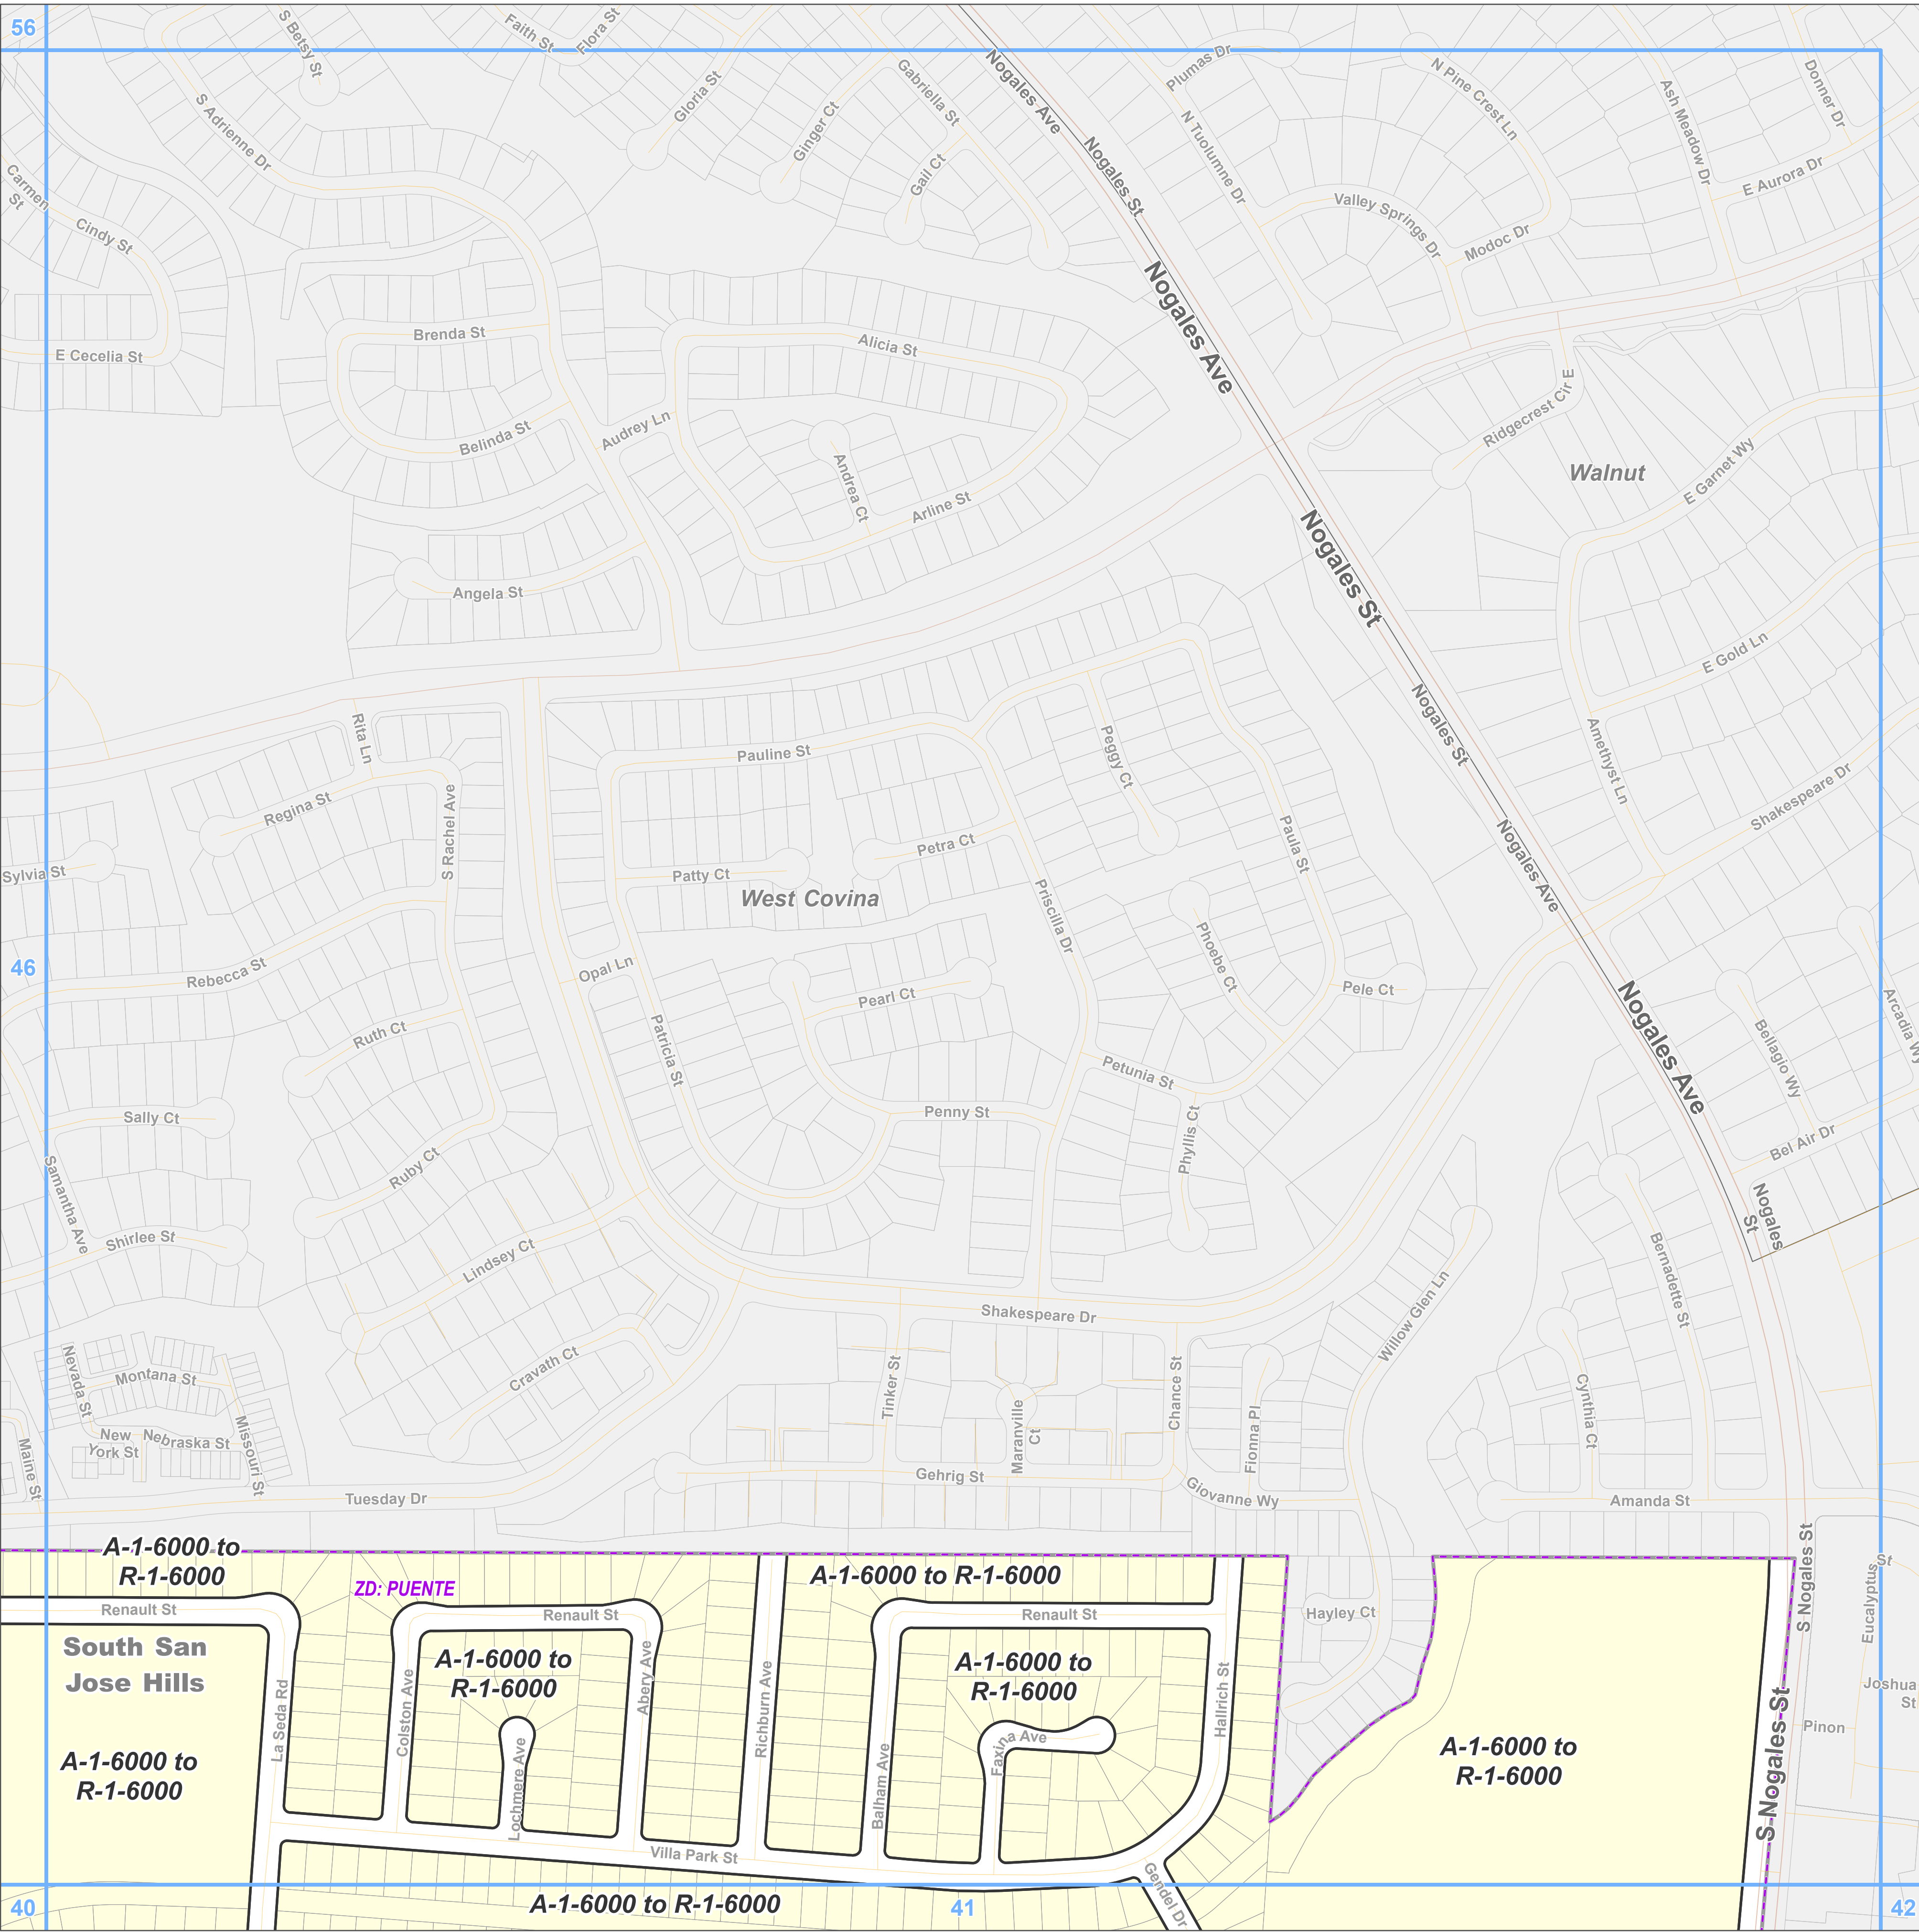 56
S Betsy St
Faith St
Flora St
S Adrienne Dr
Gloria St
Ginger Ct
Gabriella St
Gail Ct
Nogales Ave
Nogales St
Plumas Dr
N Tuolumne Dr
N Pine Crest Ln
Ash Meadow Dr
Donner Dr
E Aurora Dr
Valley Springs Dr
Modoc Dr
Carmen
St
Cindy St
E Cecelia St
Brenda St
Alicia St
Nogales Ave
Belinda St
Audrey Ln
Andrea Ct
Arline St
Ridgecrest Cir E
Walnut
E Garnet Wy
Angela St
Nogales St
E Gold Ln
Rita Ln
Pauline St
Peggy Ct
Nogales St
Amethyst Ln
Shakespeare Dr
Regina St
S Rachel Ave
Petra Ct
Paula St
Nogales Ave
Sylvia St
Patty Ct
West Covina
Priscilla Dr
46
Rebecca St
Opal Ln
Pearl Ct
Phoebe Ct
Pele Ct
Nogales Ave
Arcadia Wy
Bellagio Wy
Ruth Ct
Patricia St
Petunia St
Sally Ct
Penny St
Phyllis Ct
Bel Air Dr
Ruby Ct
Samantha Ave
Shirlee St
Lindsey Ct
Nogales
St
Bernadette St
Shakespeare Dr
Willow Glen Ln
Nevada St
Montana St
Cravath Ct
Tinker St
Maranville
Ct
Chance St
Fionna Pl
Cynthia Ct
New
York St
Nebraska St
Missouri St
Maine St
Gehrig St
Giovanne Wy
Tuesday Dr
Amanda St
A-1-6000 to
R-1-6000
ZD: PUENTE
A-1-6000 to R-1-6000
S Nogales St
Eucalyptus
St
Renault St
Renault St
Renault St
Hayley Ct
South San
Jose Hills
A-1-6000 to
R-1-6000
A-1-6000 to
R-1-6000
La Seda Rd
Colston Ave
Abery Ave
Richburn Ave
Hallrich St
Joshua
St
Pinon
Lochmere Ave
Balham Ave
Faxina Ave
A-1-6000 to
R-1-6000
A-1-6000 to
R-1-6000
S Nogales St
Villa Park St
Gendel Dr
A-1-6000 to R-1-6000
40
41
42